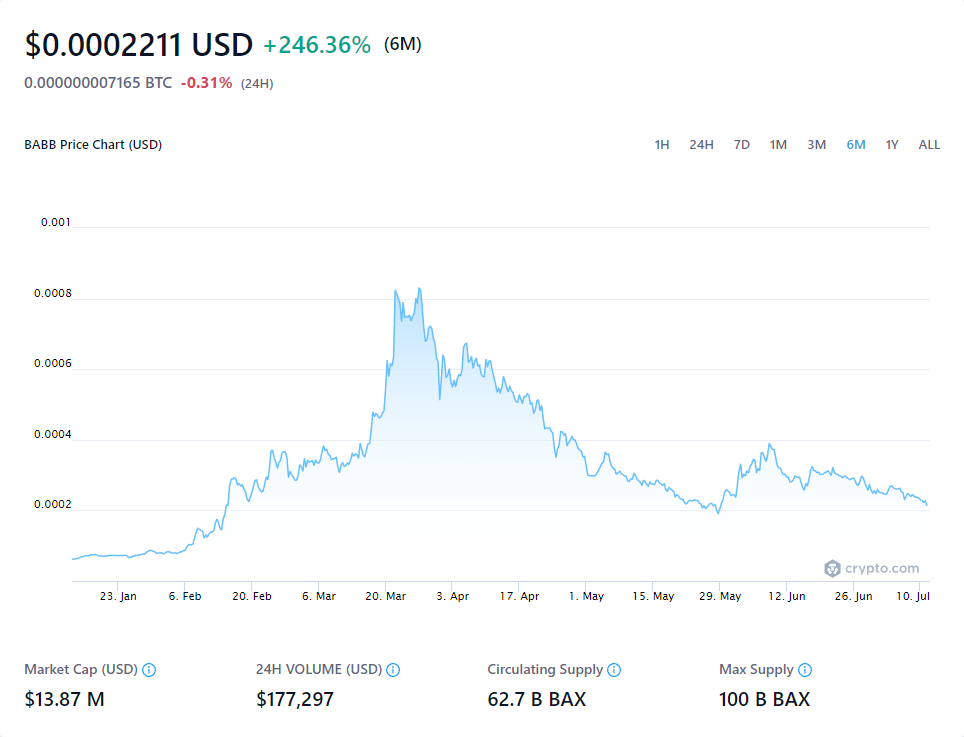 $0.0002211 USD +246.36% (6M)
0.000000007165 BTC -0.31% (24H)
BABB Price Chart (USD) 1H 24H 7D 1M 3M 6M 1Y ALL
0.001
0.0008
0.0006
0.0004
0.0002
crypto.com
23. Jan 6. Feb 20. Feb 6. Mar 20. Mar 3. Apr 17. Apr 1. May 15. May 29. May 12. Jun 26. Jun 10. Jul
Market Cap (USD) 24H VOLUME (USD) Circulating Supply Max Supply
$13.87 M $177,297 62.7 B BAX 100 B BAX